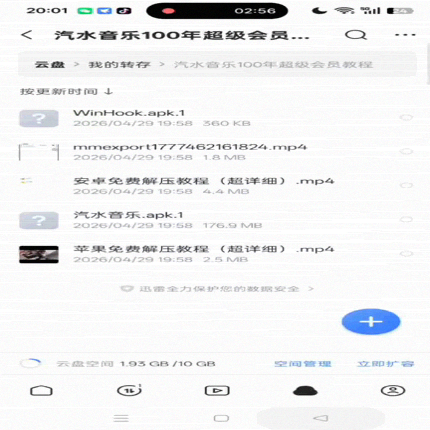 20:01
02:56
24
汽水音乐100年超级会员...
云盘 > 我的转存 > 汽水音乐100年超级会员教程
按更新时间 ↓
WinHook.apk.1
2026/04/29 19:58 360 KB
mmexport1777462161824.mp4
2026/04/29 19:58 1.8 MB
安卓免费解压教程（超详细）.mp4
2026/04/29 19:58 4.4 MB
汽水音乐.apk.1
2026/04/29 19:58 176.9 MB
苹果免费解压教程（超详细）.mp4
2026/04/29 19:58 2.5 MB
迅雷全力保护您的数据安全 >
云盘空间 1.93 GB/10 GB 空间管理 立即扩容